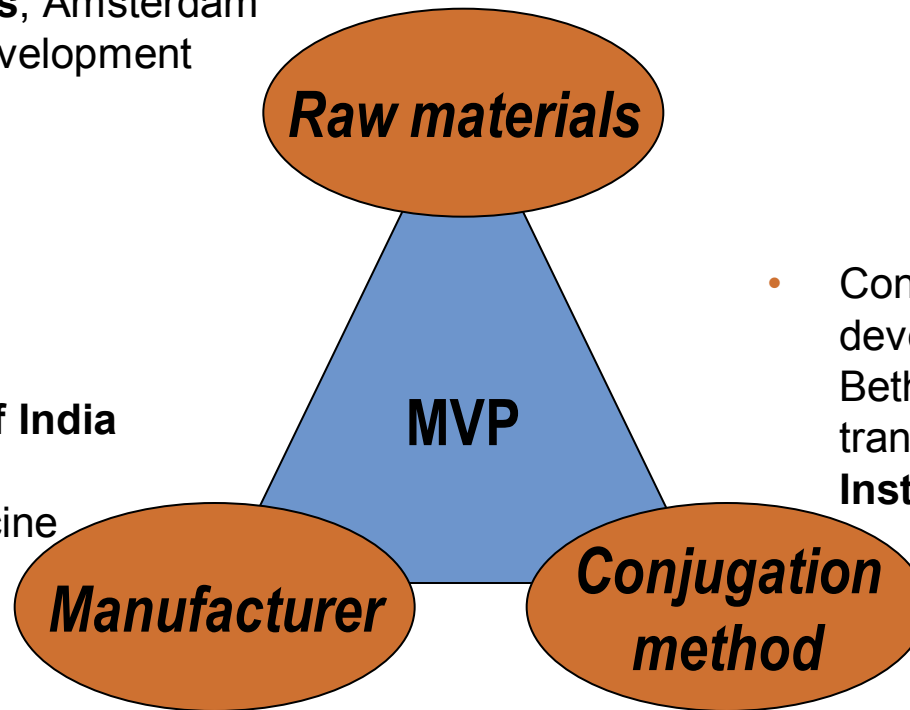 s, Amsterdam
velopment
Raw materials
• Con
deve
Beth
tran
Inst
f India
cine
MVP
Manufacturer
Conjugation
method